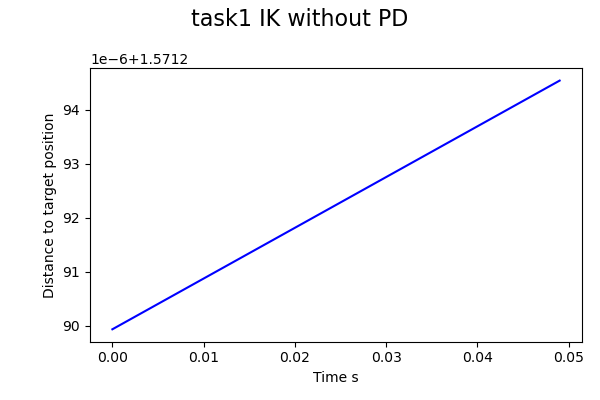 task1 IK without PD
1e−6+1.5712
94
93
92
91
90
Distance to target position
0.00 0.01 0.02 0.03 0.04 0.05
Time s